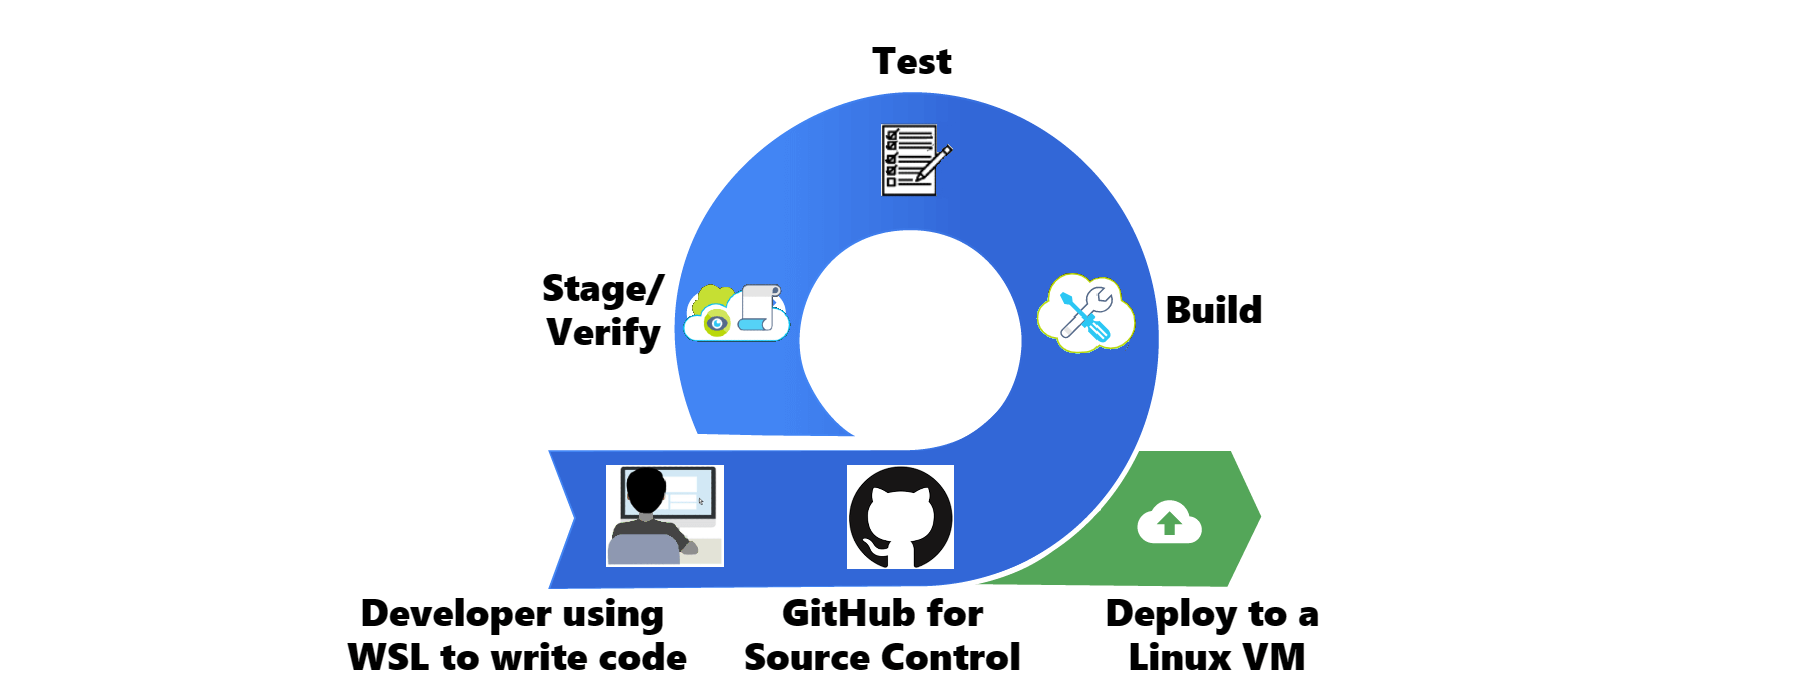 Test
Stage/
Verify
Build
Developer using
WSL to write code
GitHub for
Source Control
Deploy to a
Linux VM